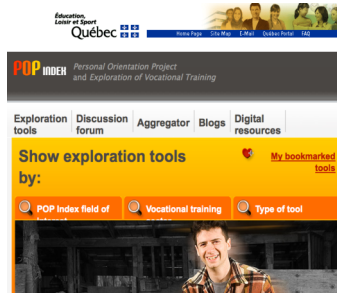 Éducation,
Loisir et Sport
Québec
Home Page Site Map E-Mail Québec Portal FAQ
POP INDEX Personal Orientation Project
and Exploration of Vocational Training
Exploration tools
Discussion forum
Aggregator
Blogs
Digital resources
Show exploration tools
by:
My bookmarked
tools
POP Index field of
Vocational training
Type of tool